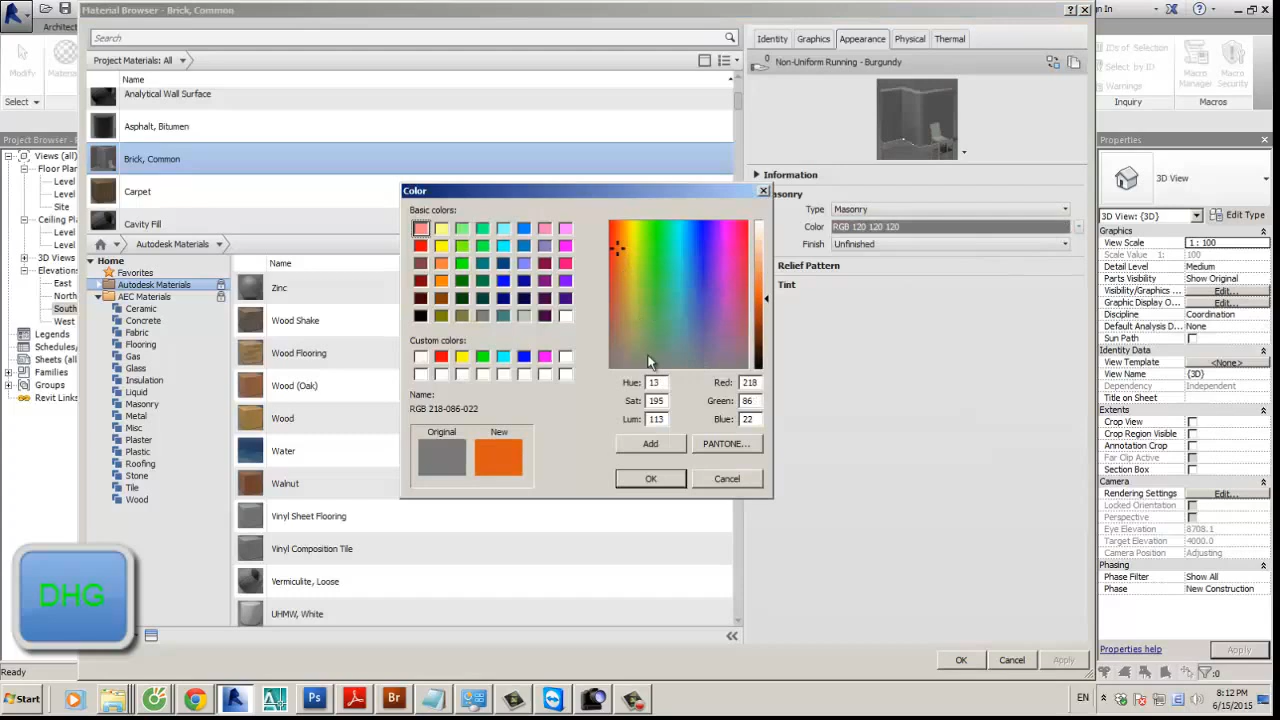 Material Browser - Brick, Common
Sign In
Architect
Modify
Select
Search
Project Materials: All
Name
Analytical Wall Surface
Asphalt, Bitumen
Brick, Common
Carpet
Cavity Fill
Autodesk Materials
Home
Favorites
Autodesk Materials
AEC Materials
Ceramic
Concrete
Fabric
Flooring
Gas
Glass
Insulation
Liquid
Masonry
Metal
Misc
Plaster
Plastic
Roofing
Stone
Tile
Wood
Name
Zinc
Wood Shake
Wood Flooring
Wood (Oak)
Wood
Water
Walnut
Vinyl Sheet Flooring
Vinyl Composition Tile
Vermiculite, Loose
UHMW, White
Identity
Graphics
Appearance
Physical
Thermal
0
Non-Uniform Running - Burgundy
Information
Masonry
Type
Masonry
Color
RGB 120 120 120
Finish
Unfinished
Relief Pattern
Tint
OK
Cancel
Apply
Color
Basic colors:
Custom colors:
Name:
RGB 218-086-022
Original
New
Hue: 13
Red: 218
Sat: 195
Green: 86
Lum: 113
Blue: 22
Add
PANTONE...
OK
Cancel
Project Browser
Views (all)
Floor Plan
Level
Level
Site
Ceiling Pl
Level
Level
3D Views
Elevations
East
North
South
West
Legends
Schedules/
Sheets (all
Families
Groups
Revit Links
DHG
Ready
IDs of Selection
Select by ID
Warnings
Inquiry
Macro Manager
Macro Security
Macros
Properties
3D View
3D View: {3D}
Edit Type
Graphics
View Scale
1 : 100
Scale Value 1:
100
Detail Level
Medium
Parts Visibility
Show Original
Visibility/Graphics ...
Edit...
Graphic Display O...
Edit...
Discipline
Coordination
Default Analysis D...
None
Sun Path
Identity Data
View Template
<None>
View Name
{3D}
Dependency
Independent
Title on Sheet
Extents
Crop View
Crop Region Visible
Annotation Crop
Far Clip Active
Section Box
Camera
Rendering Settings
Edit...
Locked Orientation
Perspective
Eye Elevation
8708.1
Target Elevation
4000.0
Camera Position
Adjusting
Phasing
Phase Filter
Show All
Phase
New Construction
Properties help
Apply
:0
Start
Ps
Br
EN
8:12 PM
6/15/2015